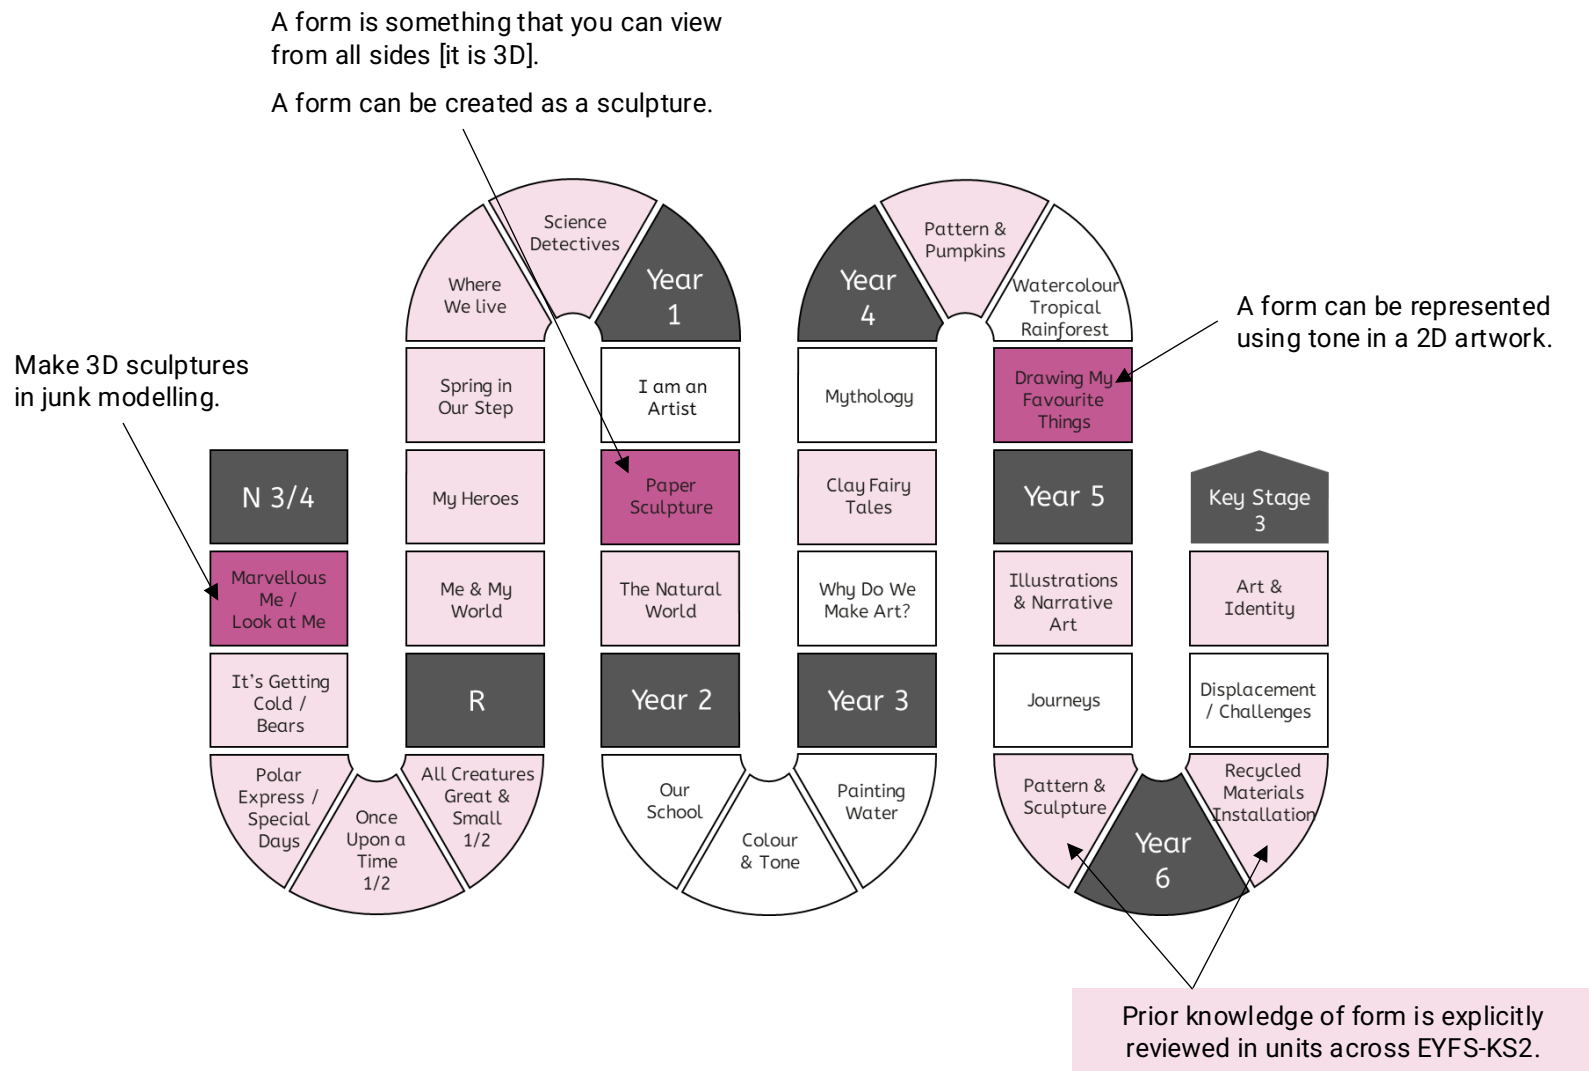 A form is something that you can view
from all sides [it is 3D].
A form can be created as a sculpture.
Make 3D sculptures
in junk modelling.
N 3/4
Marvellous
Me /
Look at Me
It's Getting
Cold /
Bears
Polar
Express /
Special
Days
Once
Upon a
Time
1/2
All Creatures
Great &
Small
1/2
R
Me & My
World
My Heroes
Spring in
Our Step
Where
We live
Science
Detectives
Year
1
I am an
Artist
Paper
Sculpture
The Natural
World
Year 2
Our
School
Colour
& Tone
Painting
Water
Year 3
Why Do We
Make Art?
Clay Fairy
Tales
Mythology
Year
4
Pattern &
Pumpkins
Watercolour
Tropical
Rainforest
A form can be represented
using tone in a 2D artwork.
Drawing My
Favourite
Things
Year 5
Illustrations
& Narrative
Art
Journeys
Pattern &
Sculpture
Year
6
Recycled
Materials
Installation
Displacement
/ Challenges
Art &
Identity
Key Stage
3
Prior knowledge of form is explicitly
reviewed in units across EYFS-KS2.